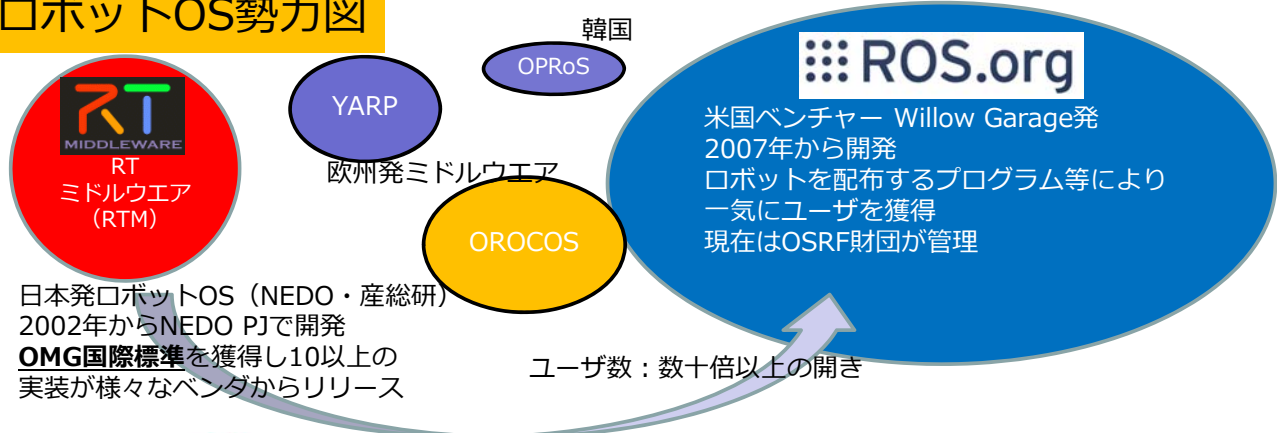 ロボットOS勢力図
韓国
OPRoS
YARP
欧州発ミドルウエア
OROCOS
RT
MIDDLEWARE
RT
ミドルウエア
（RTM）
日本発ロボットOS（NEDO・産総研）
2002年からNEDO PJで開発
OMG国際標準を獲得し10以上の
実装が様々なベンダからリリース
ROS.org
米国ベンチャー Willow Garage発
2007年から開発
ロボットを配布するプログラム等により
一気にユーザを獲得
現在はOSRF財団が管理
ユーザ数：数十倍以上の開き